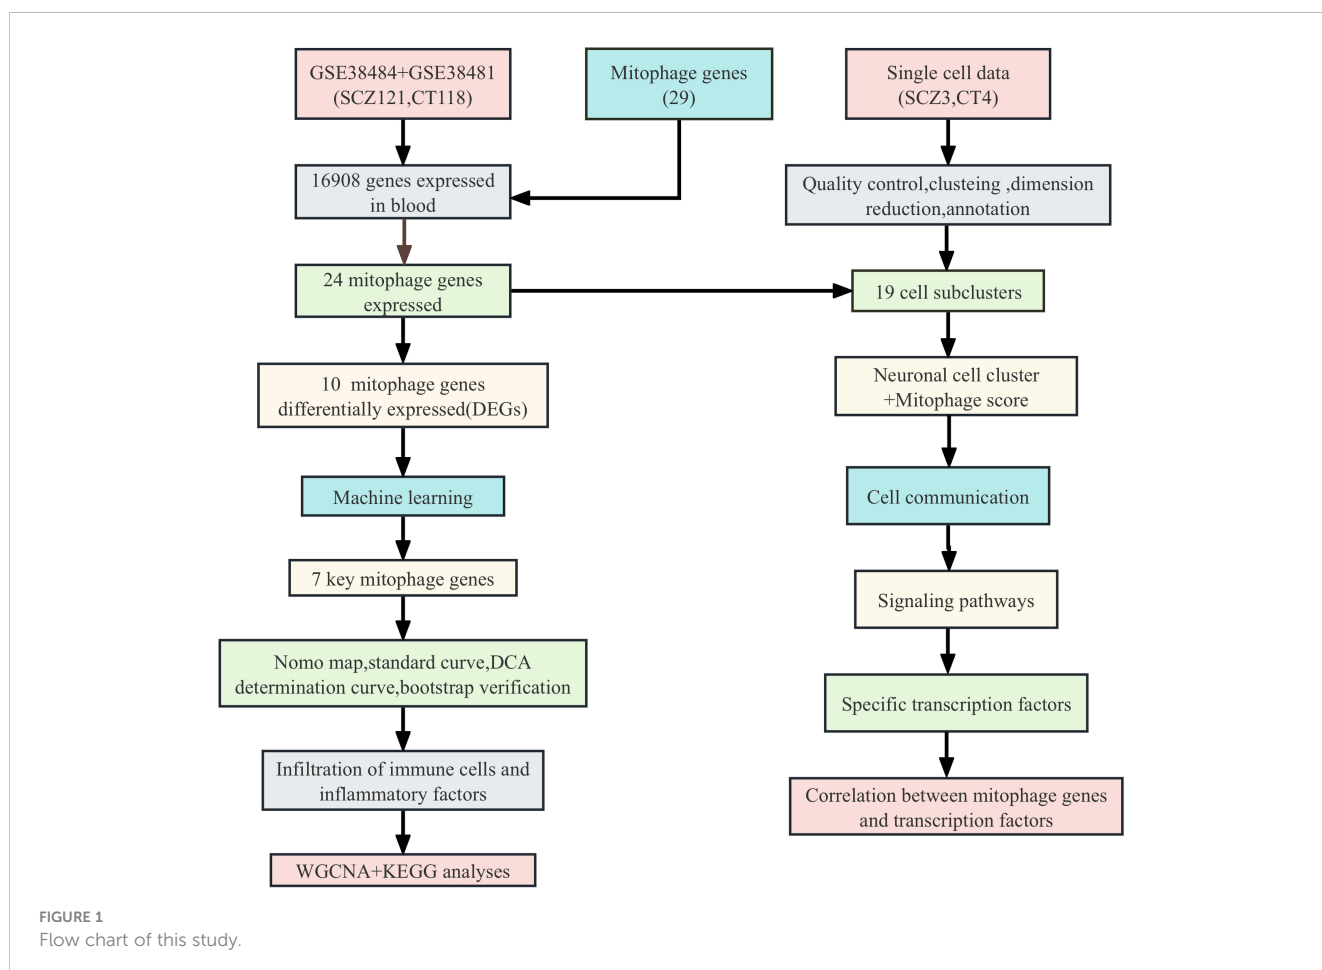 GSE38484+GSE38481
(SCZ121,CT118)
Mitophage genes
(29)
Single cell data
(SCZ3,CT4)
16908 genes expressed
in blood
Quality control,clusteing ,dimension
reduction,annotation
24 mitophage genes
expressed
19 cell subclusters
10  mitophage genes
differentially expressed(DEGs)
Neuronal cell cluster
+Mitophage score
Machine learning
Cell communication
7 key mitophage genes
Signaling pathways
Nomo map,standard curve,DCA
determination curve,bootstrap verification
Specific transcription factors
Infiltration of immune cells and
inflammatory factors
Correlation between mitophage genes
and transcription factors
WGCNA+KEGG analyses
FIGURE 1
Flow chart of this study.